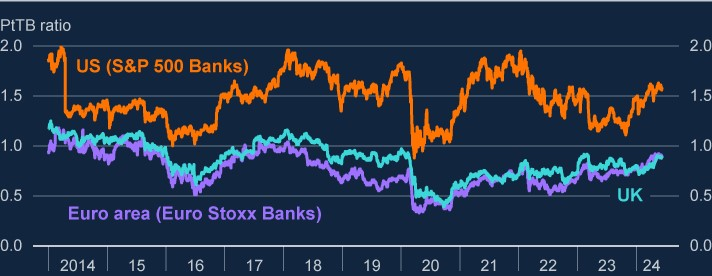 PtTB ratio
2.0 2.0
US (S&P 500 Banks)
1.5 1.5
1.0 1.0
0.5 UK 0.5
Euro area (Euro Stoxx Banks)
0.0 0.0
2014 15 16 17 18 19 20 21 22 23 24